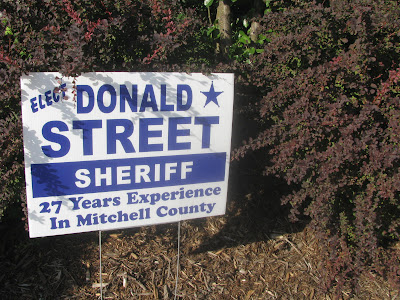 ELECT DONALD
STREET
SHERIFF
27 Years Experience
In Mitchell County